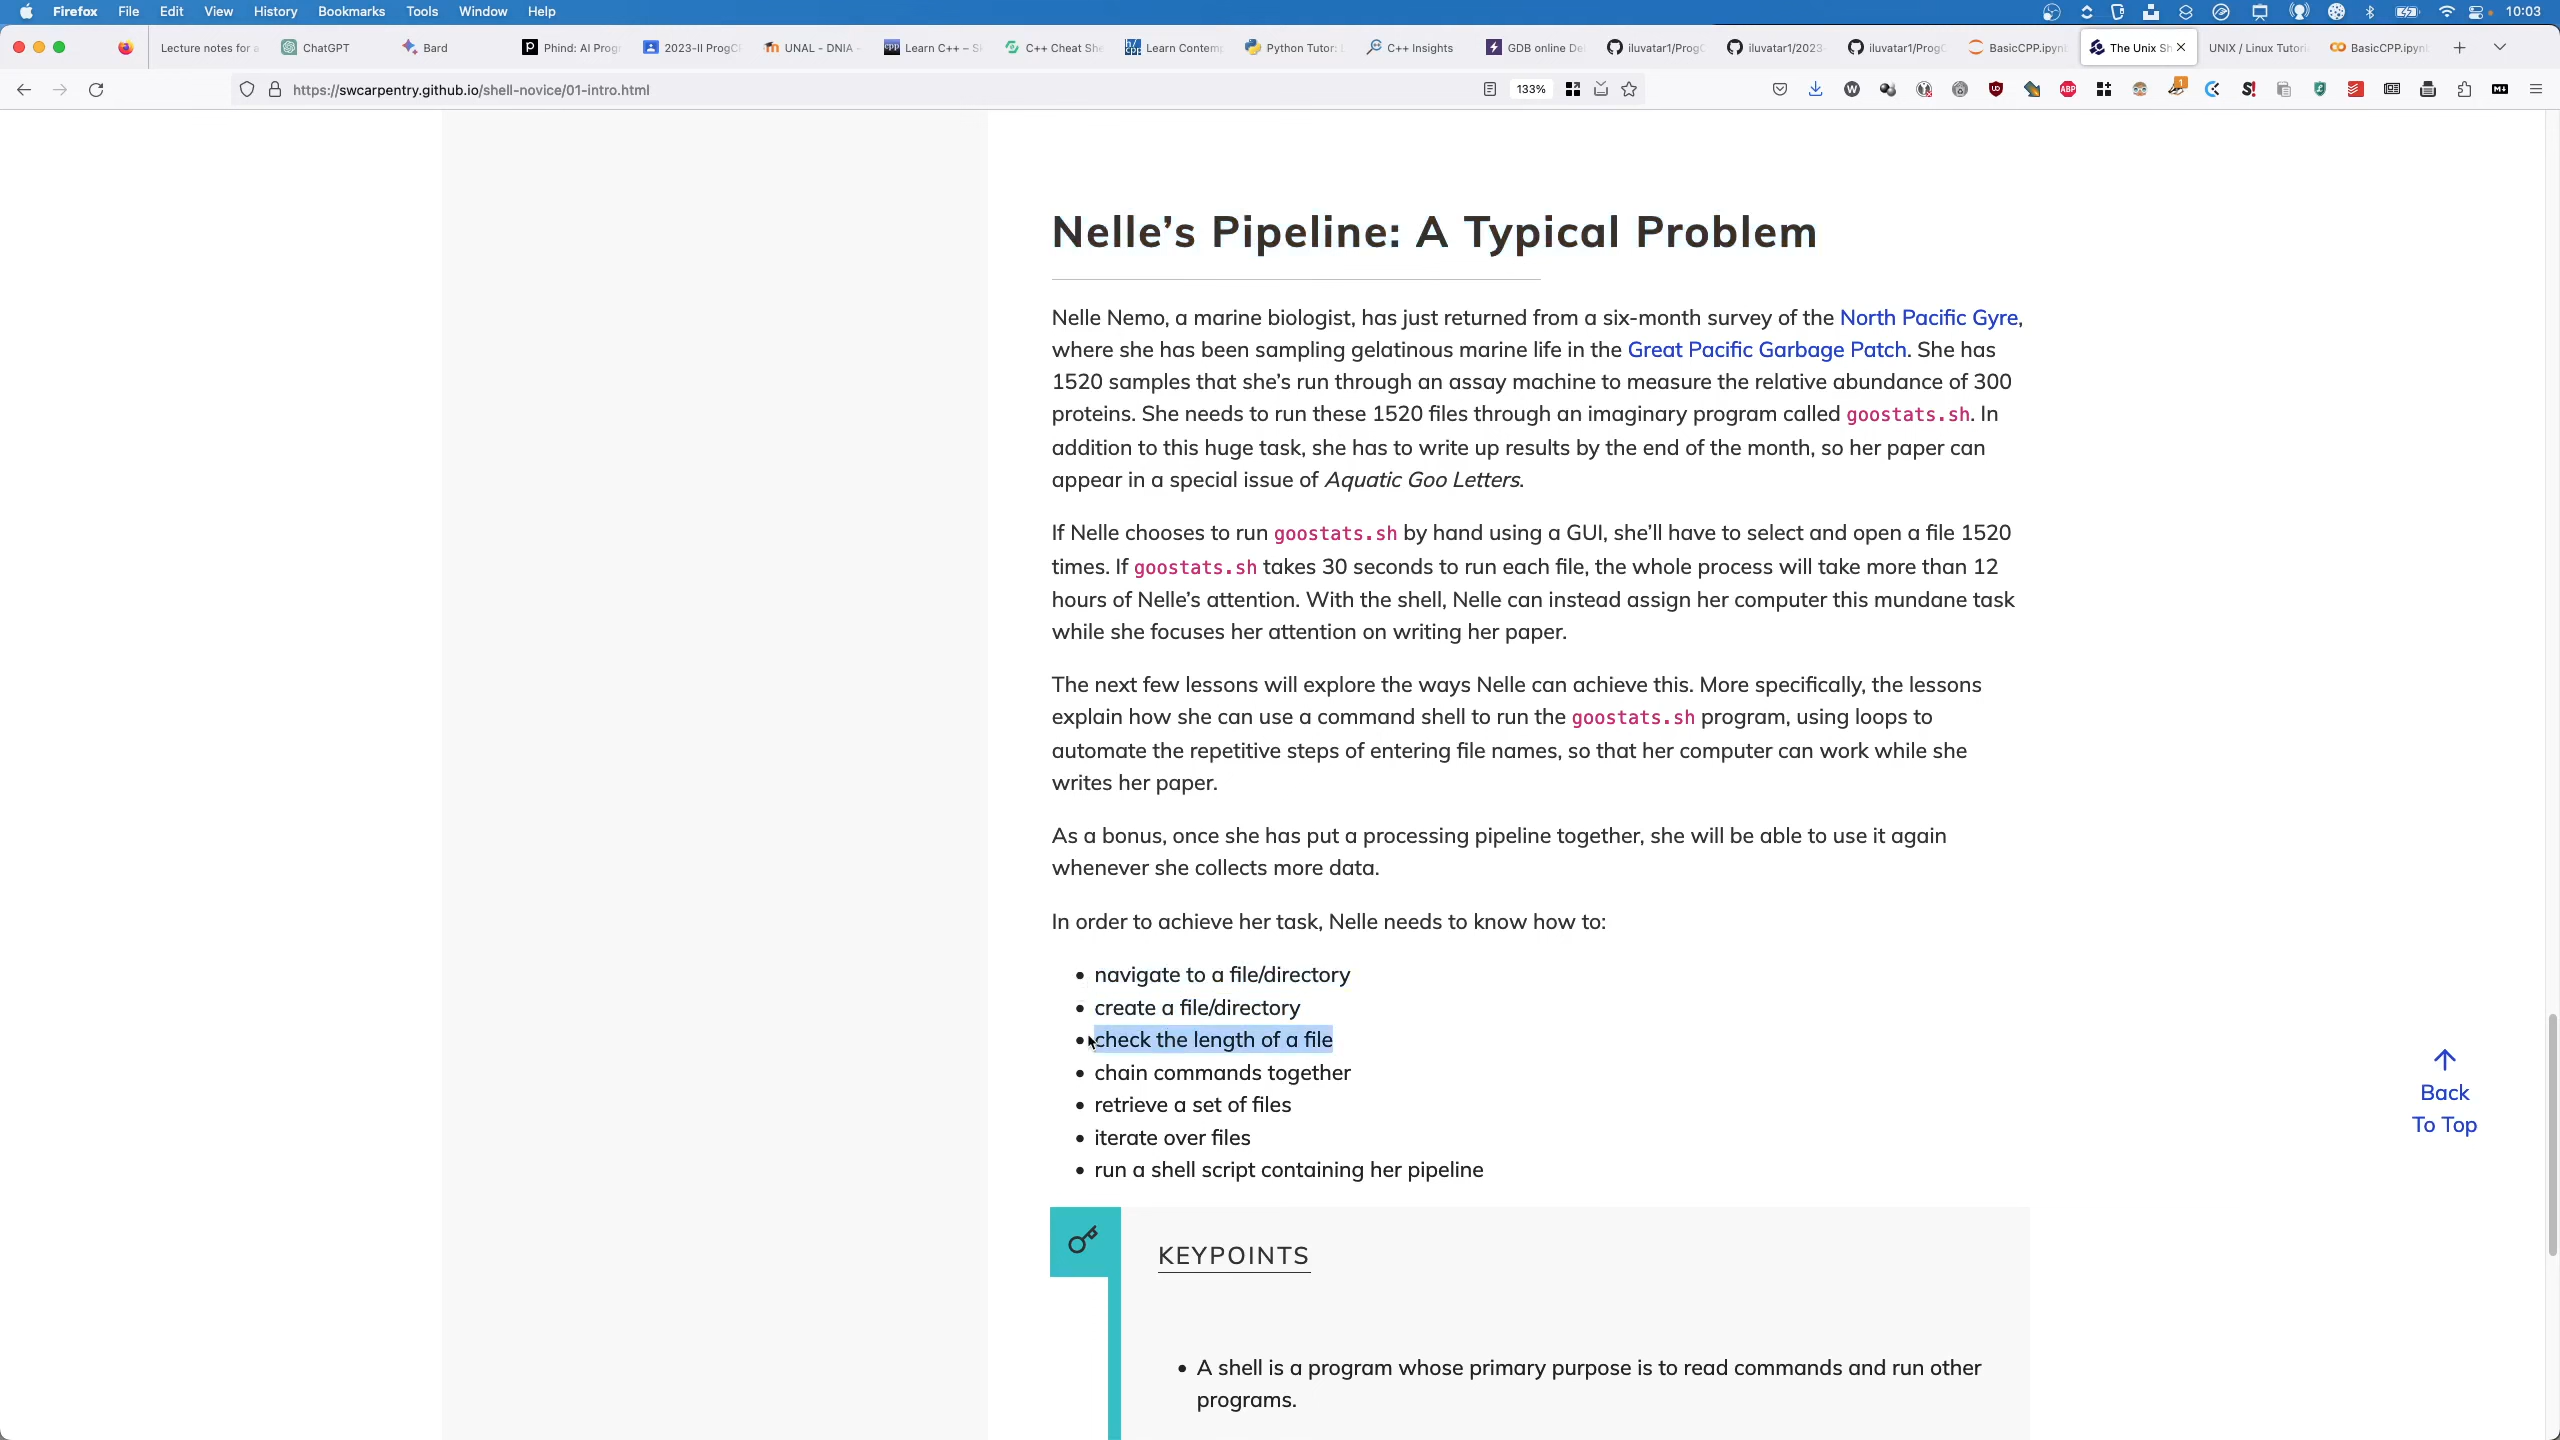 Firefox File Edit View History Bookmarks Tools Window Help 10:03
Lecture notes for a ChatGPT Bard Phind: AI Progr 2023-II ProgC UNAL - DNIA - Learn C++ – Sk C++ Cheat She Learn Contemp Python Tutor: C++ Insights GDB online De iluvatar1/ProgC iluvatar1/2023- iluvatar1/ProgC BasicCPP.ipynb The Unix Sh UNIX / Linux Tutori BasicCPP.ipynb
https://swcarpentry.github.io/shell-novice/01-intro.html 133%
Nelle’s Pipeline: A Typical Problem
Nelle Nemo, a marine biologist, has just returned from a six-month survey of the North Pacific Gyre,
where she has been sampling gelatinous marine life in the Great Pacific Garbage Patch. She has
1520 samples that she’s run through an assay machine to measure the relative abundance of 300
proteins. She needs to run these 1520 files through an imaginary program called goostats.sh. In
addition to this huge task, she has to write up results by the end of the month, so her paper can
appear in a special issue of Aquatic Goo Letters.
If Nelle chooses to run goostats.sh by hand using a GUI, she’ll have to select and open a file 1520
times. If goostats.sh takes 30 seconds to run each file, the whole process will take more than 12
hours of Nelle’s attention. With the shell, Nelle can instead assign her computer this mundane task
while she focuses her attention on writing her paper.
The next few lessons will explore the ways Nelle can achieve this. More specifically, the lessons
explain how she can use a command shell to run the goostats.sh program, using loops to
automate the repetitive steps of entering file names, so that her computer can work while she
writes her paper.
As a bonus, once she has put a processing pipeline together, she will be able to use it again
whenever she collects more data.
In order to achieve her task, Nelle needs to know how to:
• navigate to a file/directory
• create a file/directory
• check the length of a file
• chain commands together
• retrieve a set of files
• iterate over files
• run a shell script containing her pipeline
Back
To Top
KEYPOINTS
• A shell is a program whose primary purpose is to read commands and run other
programs.